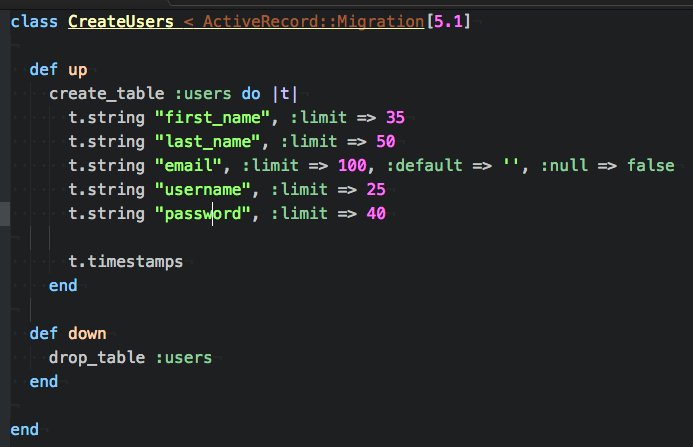 class CreateUsers < ActiveRecord::Migration[5.1]
def up
create_table :users do |t|
t.string "first_name", :limit => 35
t.string "last_name", :limit => 50
t.string "email", :limit => 100, :default => '', :null => false
t.string "username", :limit => 25
t.string "password", :limit => 40
t.timestamps
end
def down
drop_table :users
end
end